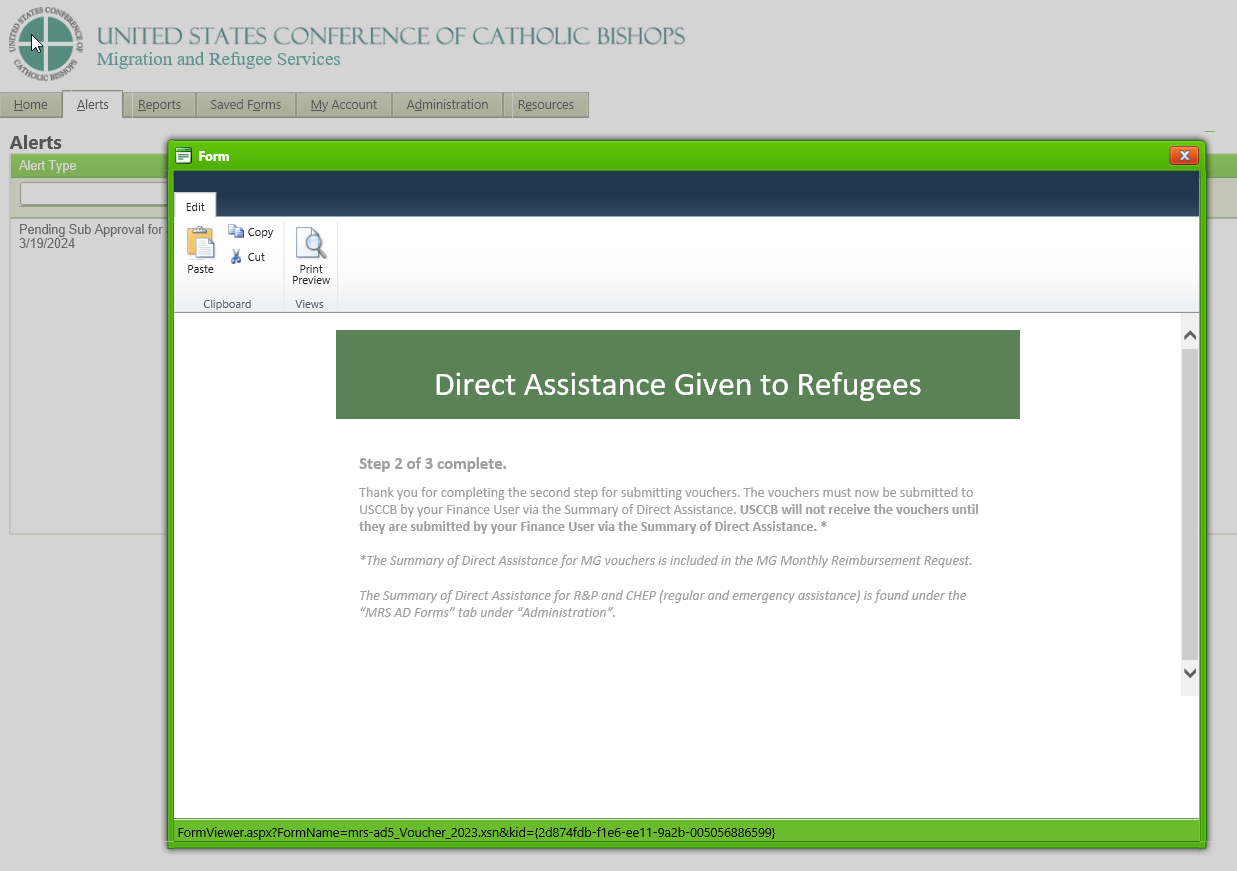 UNITED STATES CONFERENCE OF CATHOLIC BISHOPS
UNITED STATES CONFERENCE OF CATHOLIC BISHOPS
Migration and Refugee Services
Home Alerts Reports Saved Forms My Account Administration Resources
Alerts
Alert Type
Pending Sub Approval for
3/19/2024
Form
Edit
Paste
Copy
Cut
Clipboard
Print
Preview
Views
Direct Assistance Given to Refugees
Step 2 of 3 complete.
Thank you for completing the second step for submitting vouchers. The vouchers must now be submitted to
USCCB by your Finance User via the Summary of Direct Assistance. USCCB will not receive the vouchers until
they are submitted by your Finance User via the Summary of Direct Assistance. *
*The Summary of Direct Assistance for MG vouchers is included in the MG Monthly Reimbursement Request.
The Summary of Direct Assistance for R&P and CHEP (regular and emergency assistance) is found under the
“MRS AD Forms” tab under “Administration”.
FormViewer.aspx?FormName=mrs-ad5_Voucher_2023.xsn&kid={2d874fdb-f1e6-ee11-9a2b-005056886599}